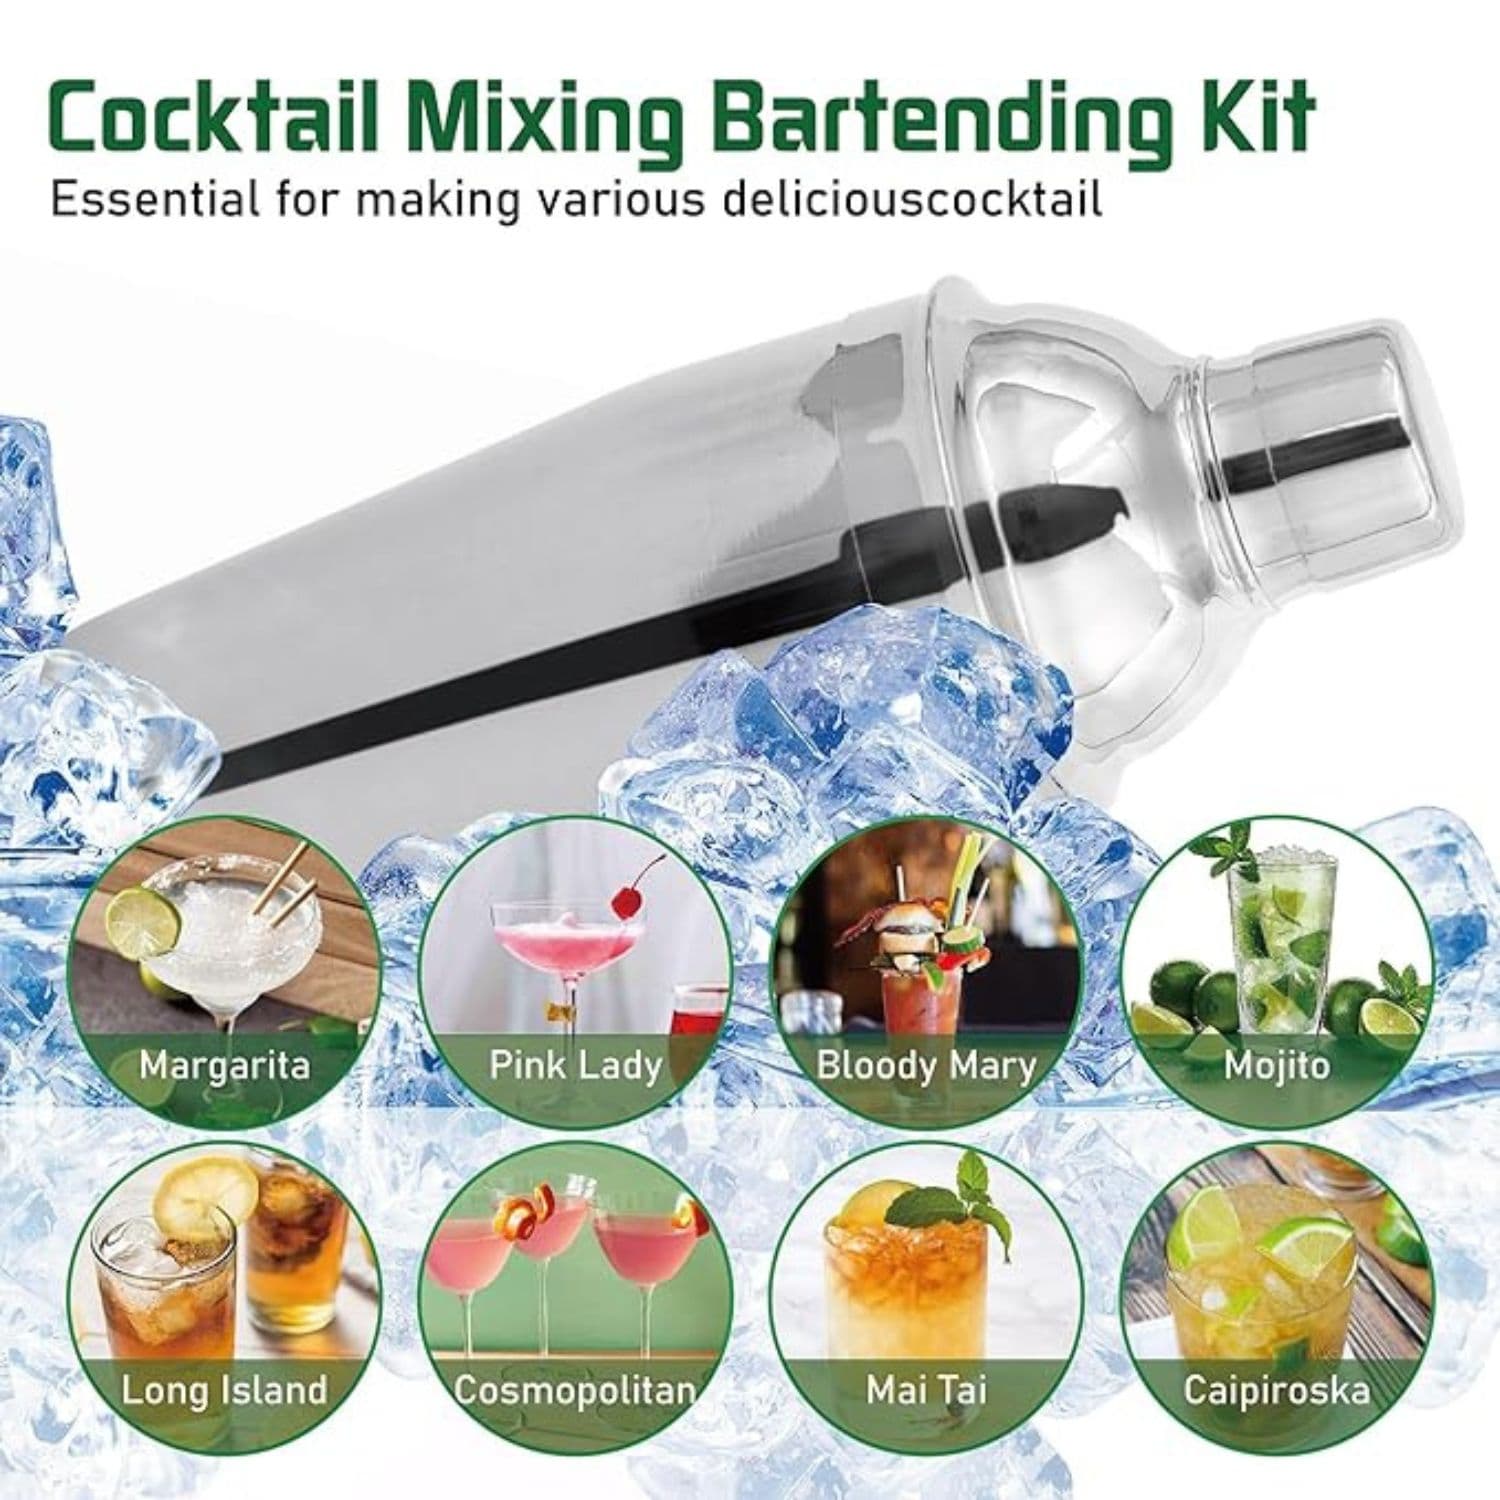 Cocktail Mixing Bartending Kit
Essential for making various deliciouscocktail
Margarita
Pink Lady
Bloody Mary
Mojito
Long Island
Cosmopolitan
Mai Tai
Caipiroska